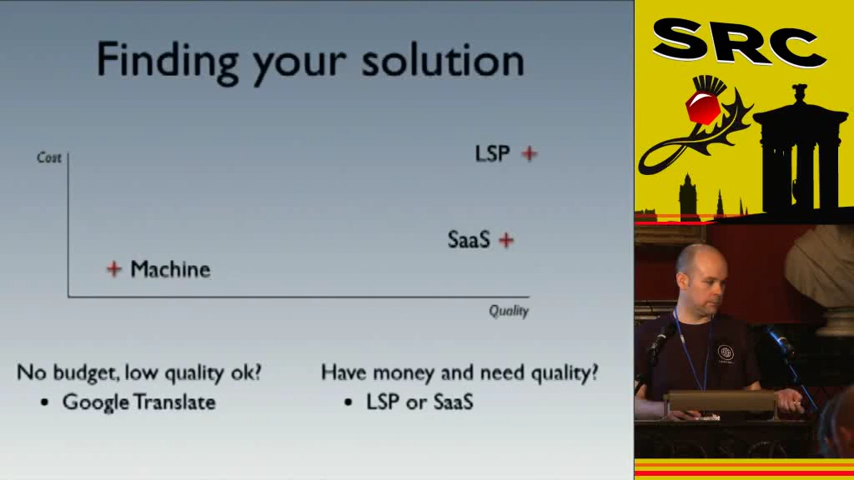 Finding your solution
Cost
LSP
SaaS
Machine
Quality
No budget, low quality ok?
• Google Translate
Have money and need quality?
• LSP or SaaS
SRC